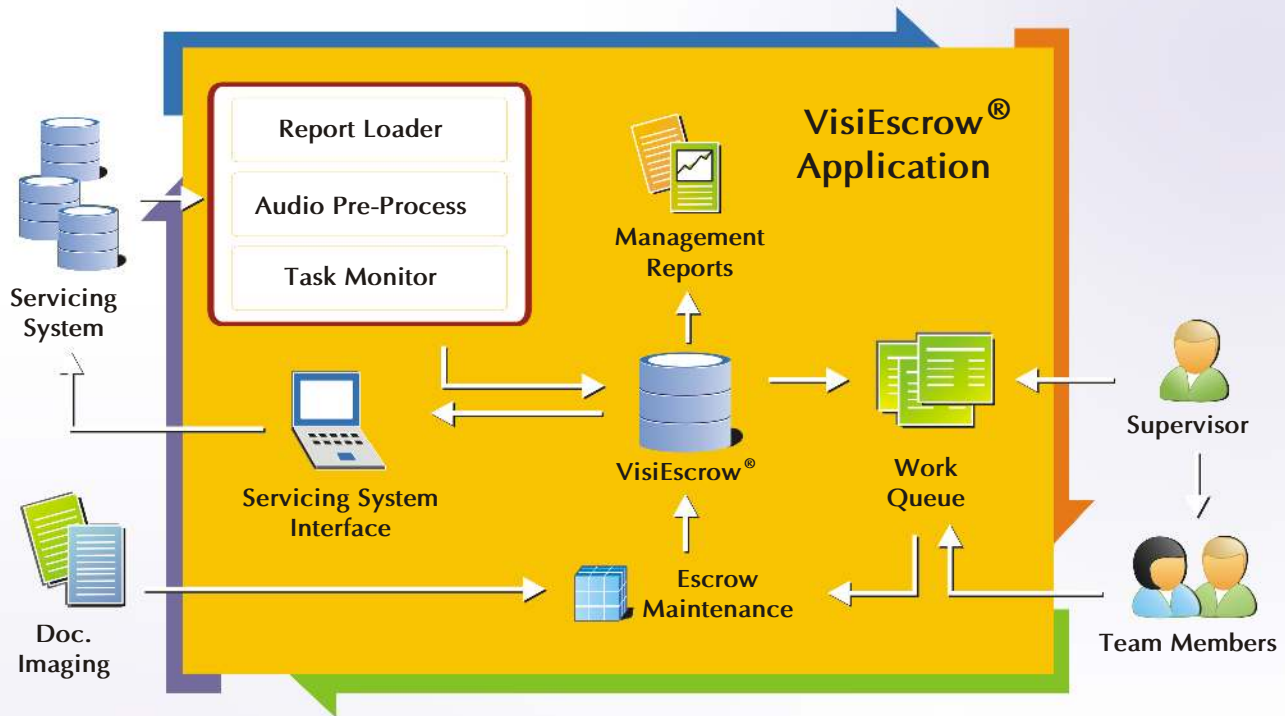 VisiEscrow®
Application
Report Loader
Audio Pre-Process
Task Monitor
Management
Reports
Servicing
System
Supervisor
VisiEscrow®
Work
Queue
Servicing System
Interface
Escrow
Maintenance
Doc.
Imaging
Team Members